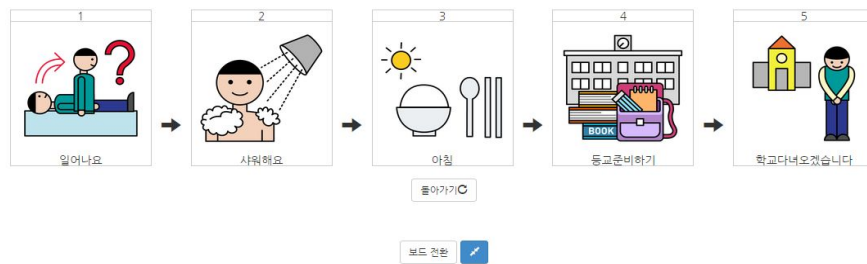 1
2
3
4
5
?
BOOK
일어나요
샤워해요
아침
등교준비하기
학교다녀오겠습니다
돌아가기
보드 전환